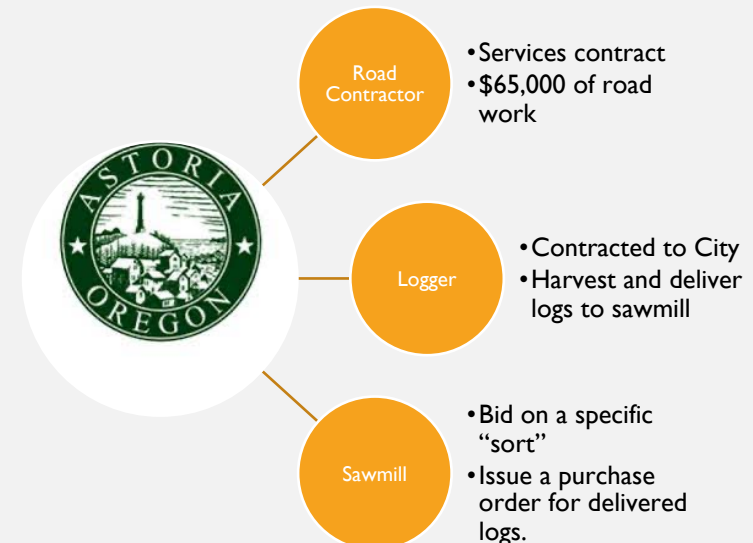 ASTORIA
OREGON
Road
Contractor
•Services contract
•$65,000 of road
work
Logger
•Contracted to City
•Harvest and deliver
logs to sawmill
Sawmill
•Bid on a specific
“sort”
•Issue a purchase
order for delivered
logs.